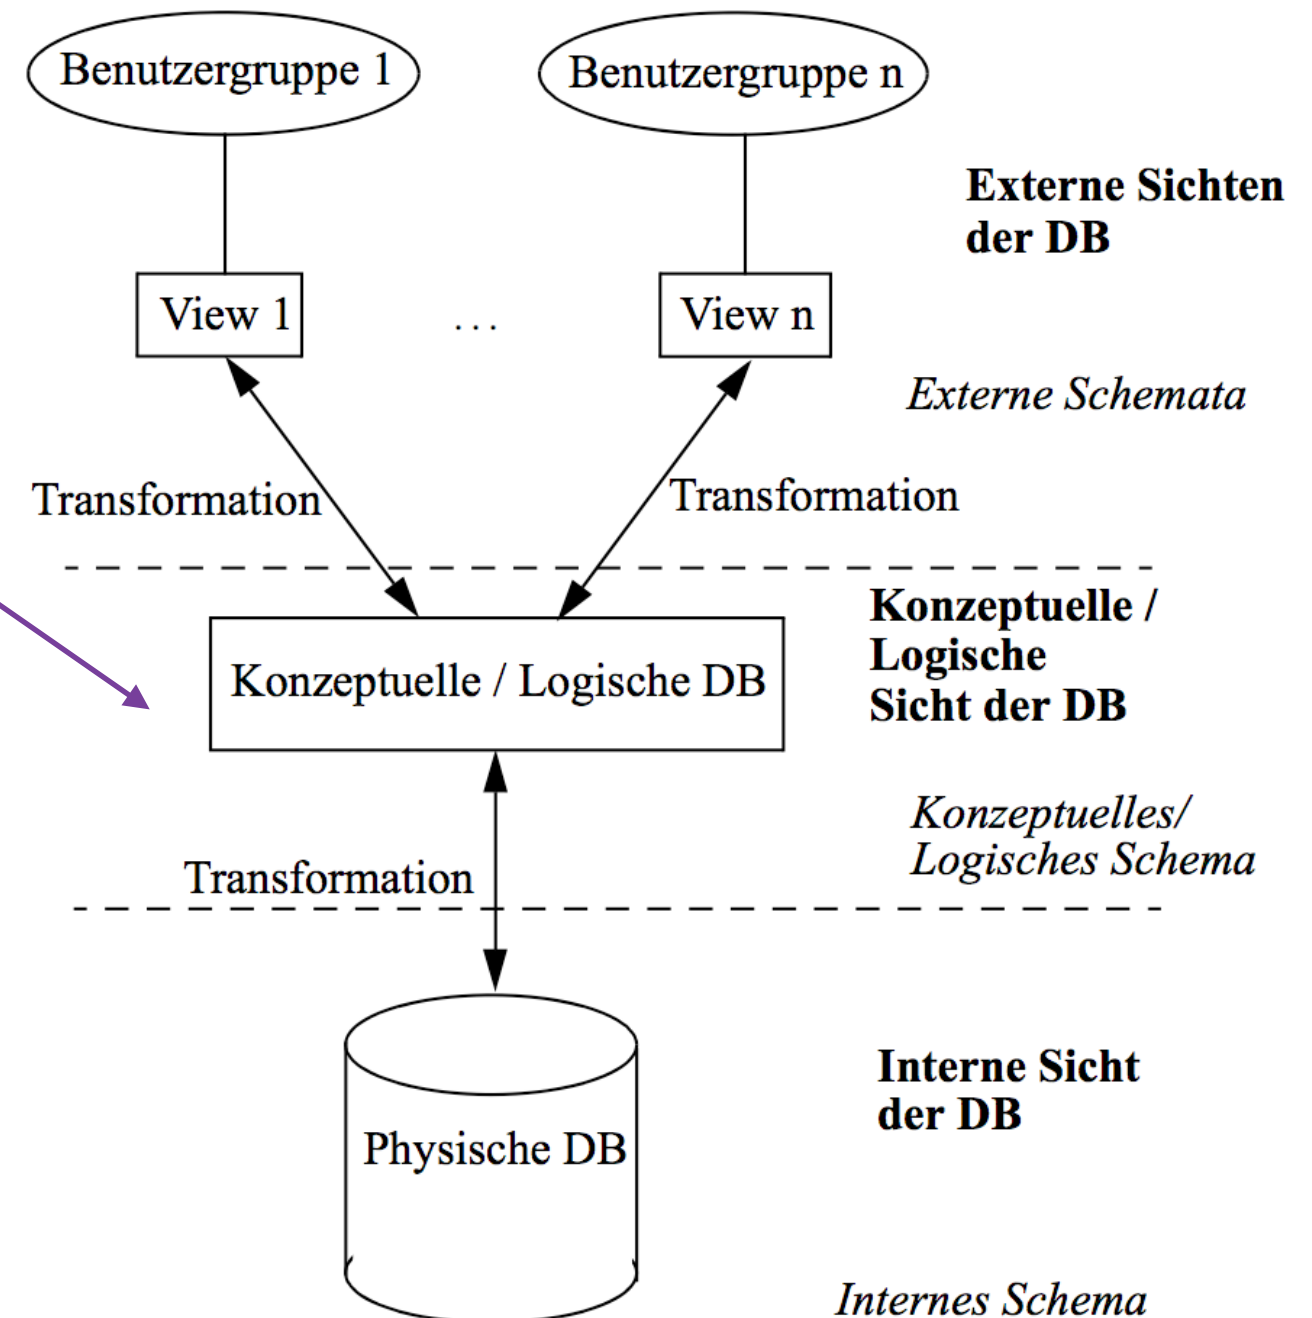 Benutzergruppe 1
Benutzergruppe n
Externe Sichten
der DB
View 1
...
View n
Externe Schemata
Transformation
Transformation
Konzeptuelle /
Logische
Sicht der DB
Konzeptuelle / Logische DB
Konzeptuelles/
Logisches Schema
Transformation
Interne Sicht
der DB
Physische DB
Internes Schema